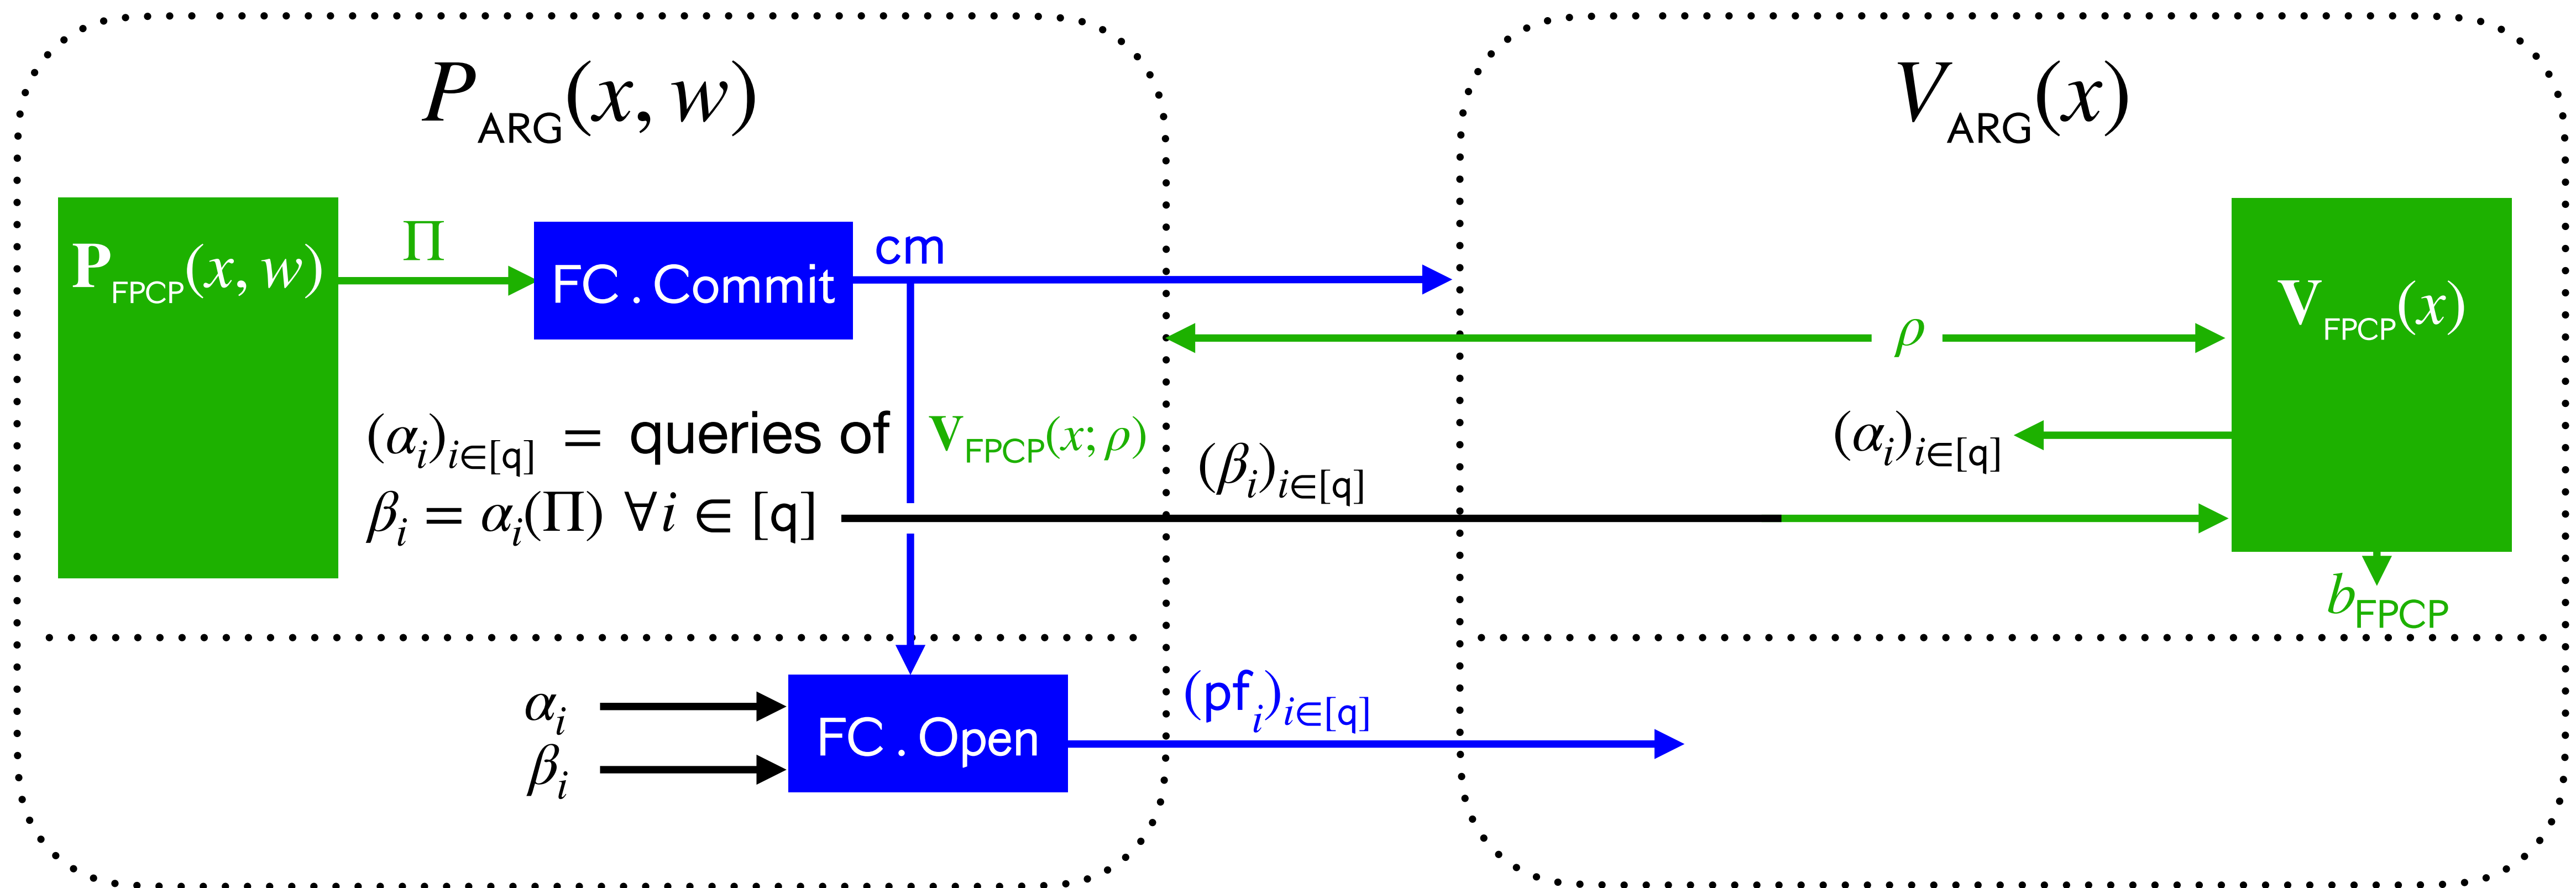 P_ARG(x, w)
V_ARG(x)
P_FPCP(x, w)
Π
FC.Commit
cm
ρ
V_FPCP(x)
(α_i)_{i∈[q]} = queries of V_FPCP(x; ρ)
(α_i)_{i∈[q]}
β_i = α_i(Π) ∀i ∈ [q]
(β_i)_{i∈[q]}
b_FPCP
α_i
β_i
FC.Open
(pf_i)_{i∈[q]}